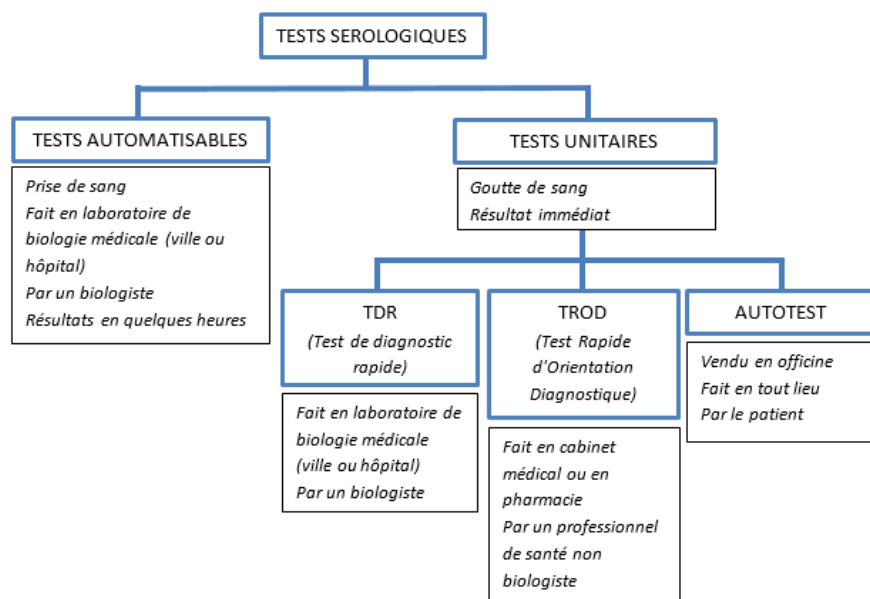 TESTS SEROLOGIQUES
TESTS AUTOMATISABLES
Prise de sang
Fait en laboratoire de
biologie médicale (ville ou
hôpital)
Par un biologiste
Résultats en quelques heures
TESTS UNITAIRES
Goutte de sang
Résultat immédiat
TDR
(Test de diagnostic
rapide)
Fait en laboratoire de
biologie médicale
(ville ou hôpital)
Par un biologiste
TROD
(Test Rapide
d'Orientation
Diagnostique)
Fait en cabinet
médical ou en
pharmacie
Par un professionnel
de santé non
biologiste
AUTOTEST
Vendu en officine
Fait en tout lieu
Par le patient